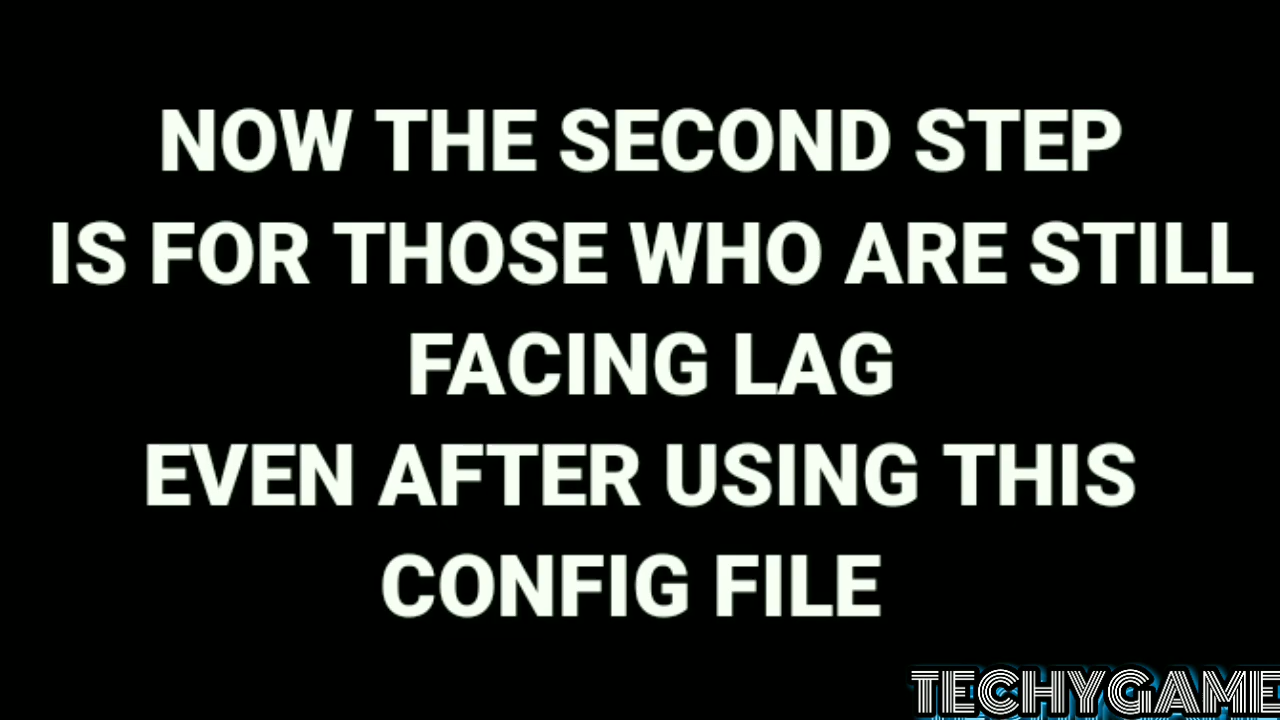 NOW THE SECOND STEP
IS FOR THOSE WHO ARE STILL
FACING LAG
EVEN AFTER USING THIS
CONFIG FILE
TECHYGAME